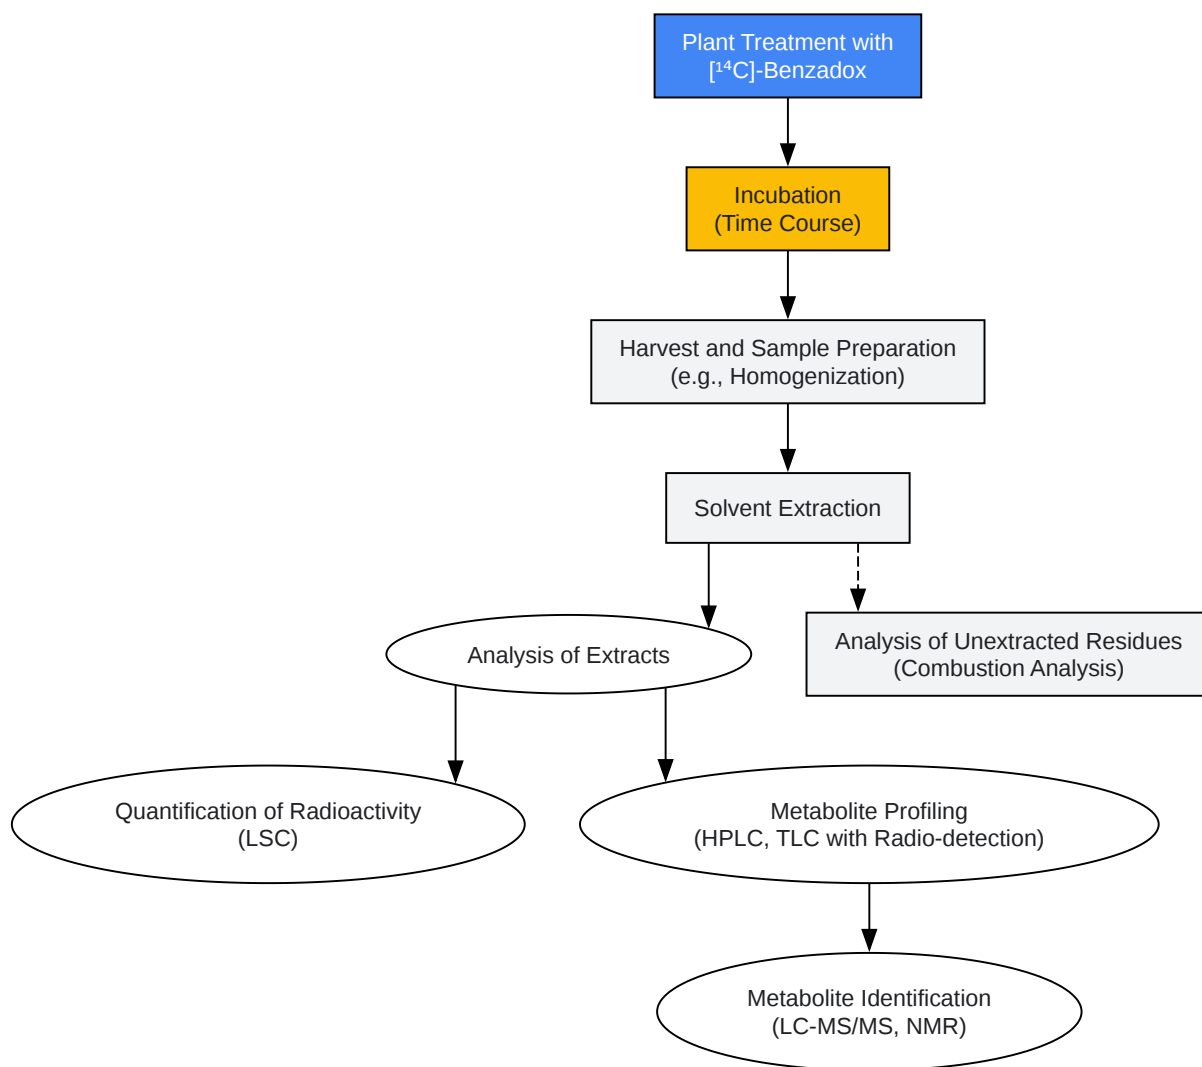 Plant Treatment with
[¹⁴C]-Benzadox
Incubation
(Time Course)
Harvest and Sample Preparation
(e.g., Homogenization)
Solvent Extraction
Analysis of Extracts
Analysis of Unextracted Residues
(Combustion Analysis)
Quantification of Radioactivity
(LSC)
Metabolite Profiling
(HPLC, TLC with Radio-detection)
Metabolite Identification
(LC-MS/MS, NMR)